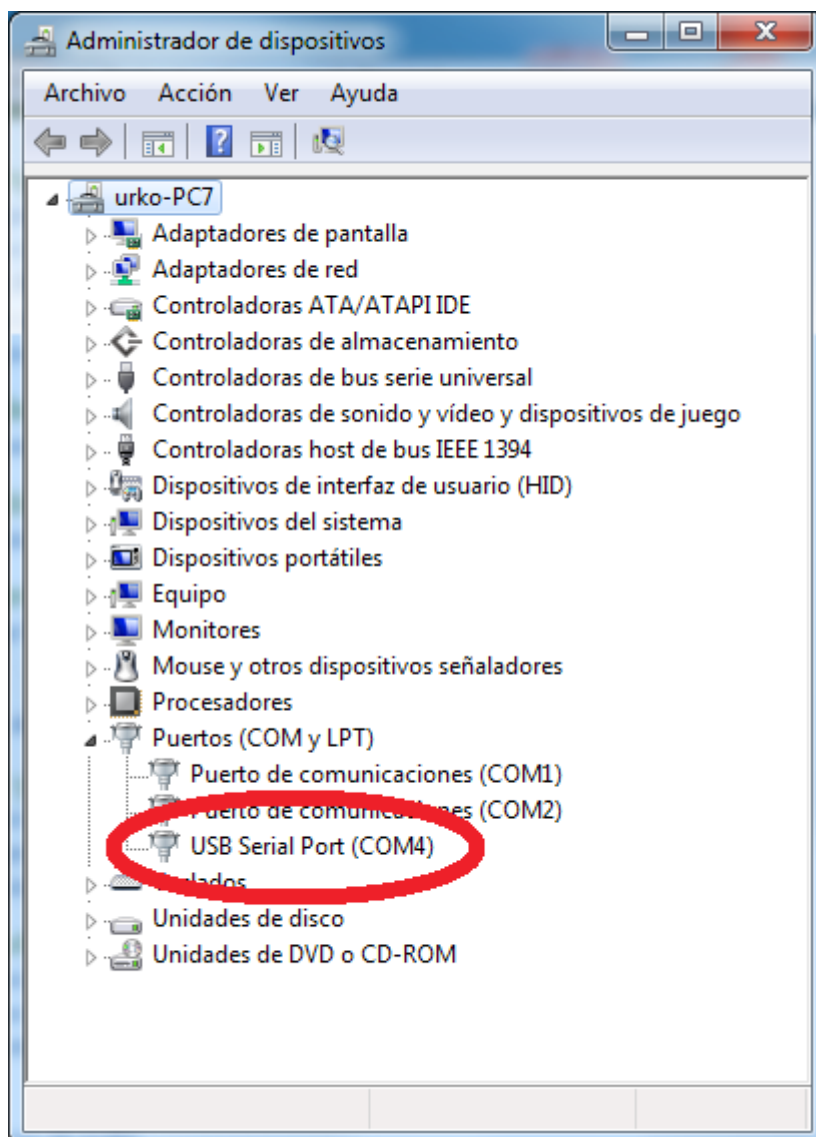 Administrador de dispositivos
Archivo Acción Ver Ayuda
urko-PC7
Adaptadores de pantalla
Adaptadores de red
Controladoras ATA/ATAPI IDE
Controladoras de almacenamiento
Controladoras de bus serie universal
Controladoras de sonido y vídeo y dispositivos de juego
Controladoras host de bus IEEE 1394
Dispositivos de interfaz de usuario (HID)
Dispositivos del sistema
Dispositivos portátiles
Equipo
Monitores
Mouse y otros dispositivos señaladores
Procesadores
Puertos (COM y LPT)
Puerto de comunicaciones (COM1)
Puerto de comunicaciones (COM2)
USB Serial Port (COM4)
Unidades de disco
Unidades de DVD o CD-ROM